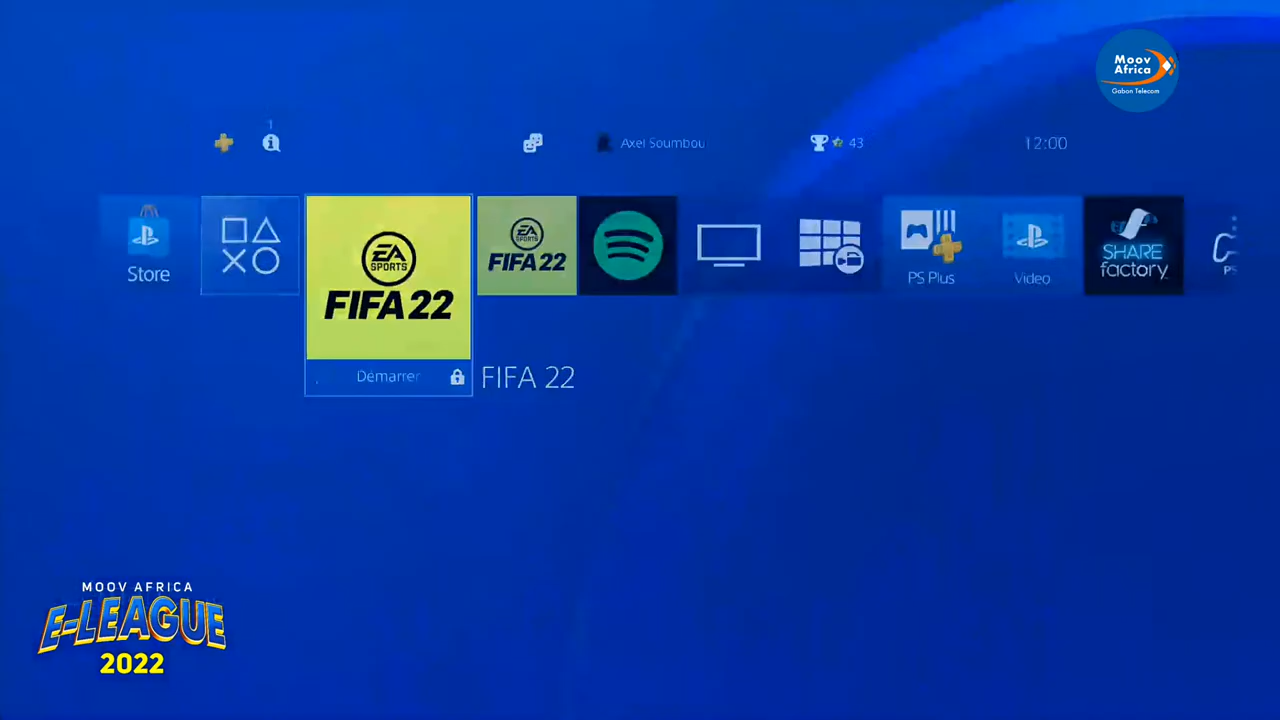 Moov
Africa
Gabon Telecom
1
Axel Soumbou
43
12:00
Store
EA
SPORTS
FIFA 22
EA
SPORTS
FIFA 22
PS Plus
Video
SHARE
factory
Démarrer
FIFA 22
MOOV AFRICA
E-LEAGUE
2022